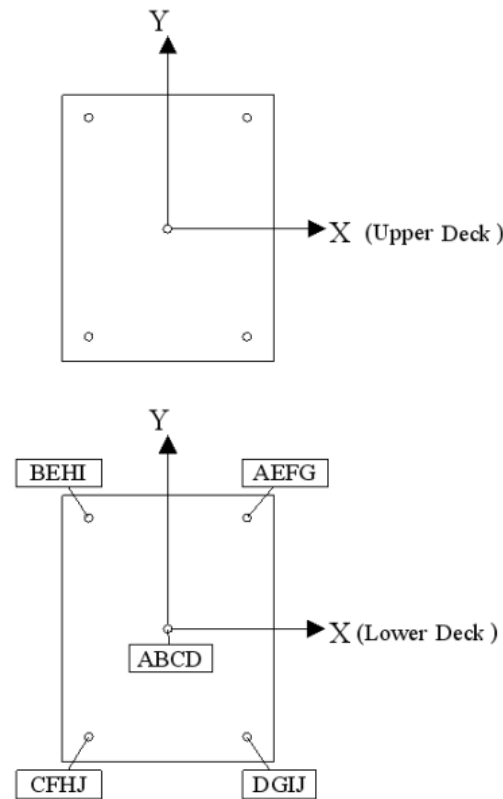 Y
X (Upper Deck )
Y
BEHI
AEFG
X (Lower Deck )
ABCD
CFHJ
DGIJ